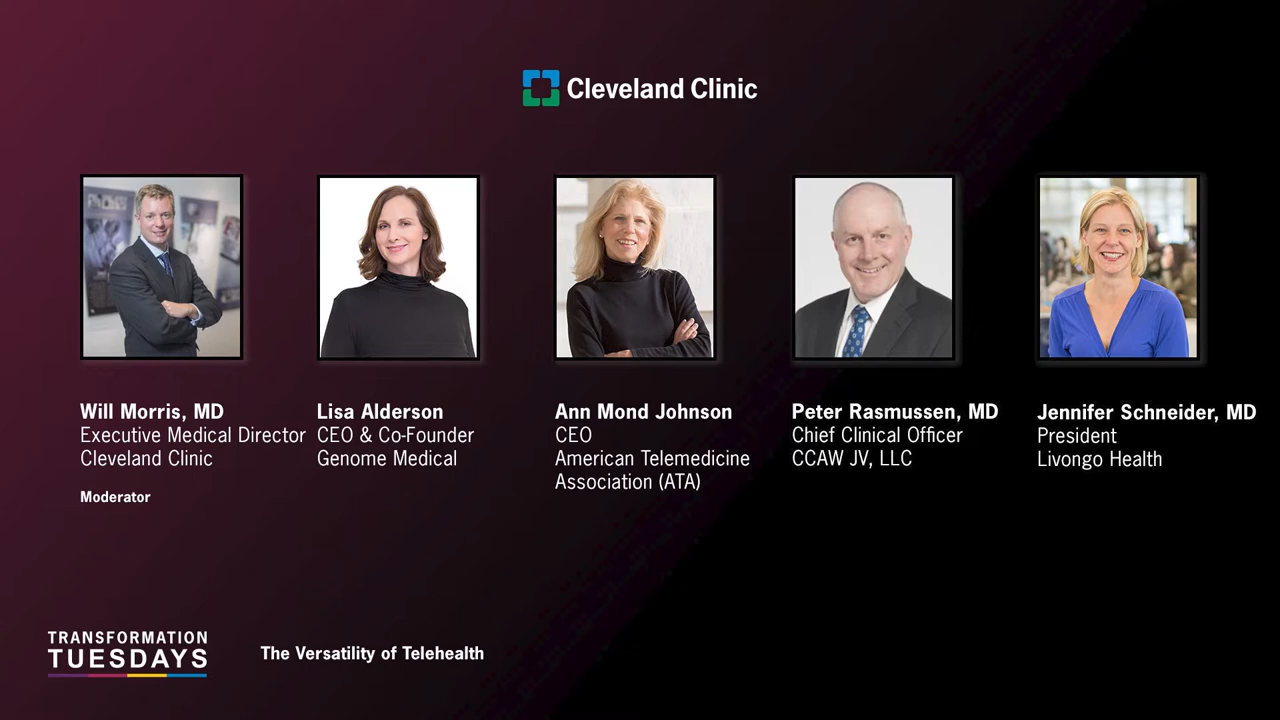 Cleveland Clinic
Will Morris, MD
Executive Medical Director
Cleveland Clinic
Moderator
Lisa Alderson
CEO & Co-Founder
Genome Medical
Ann Mond Johnson
CEO
American Telemedicine
Association (ATA)
Peter Rasmussen, MD
Chief Clinical Officer
CCAW JV, LLC
Jennifer Schneider, MD
President
Livongo Health
TRANSFORMATION
TUESDAYS
The Versatility of Telehealth